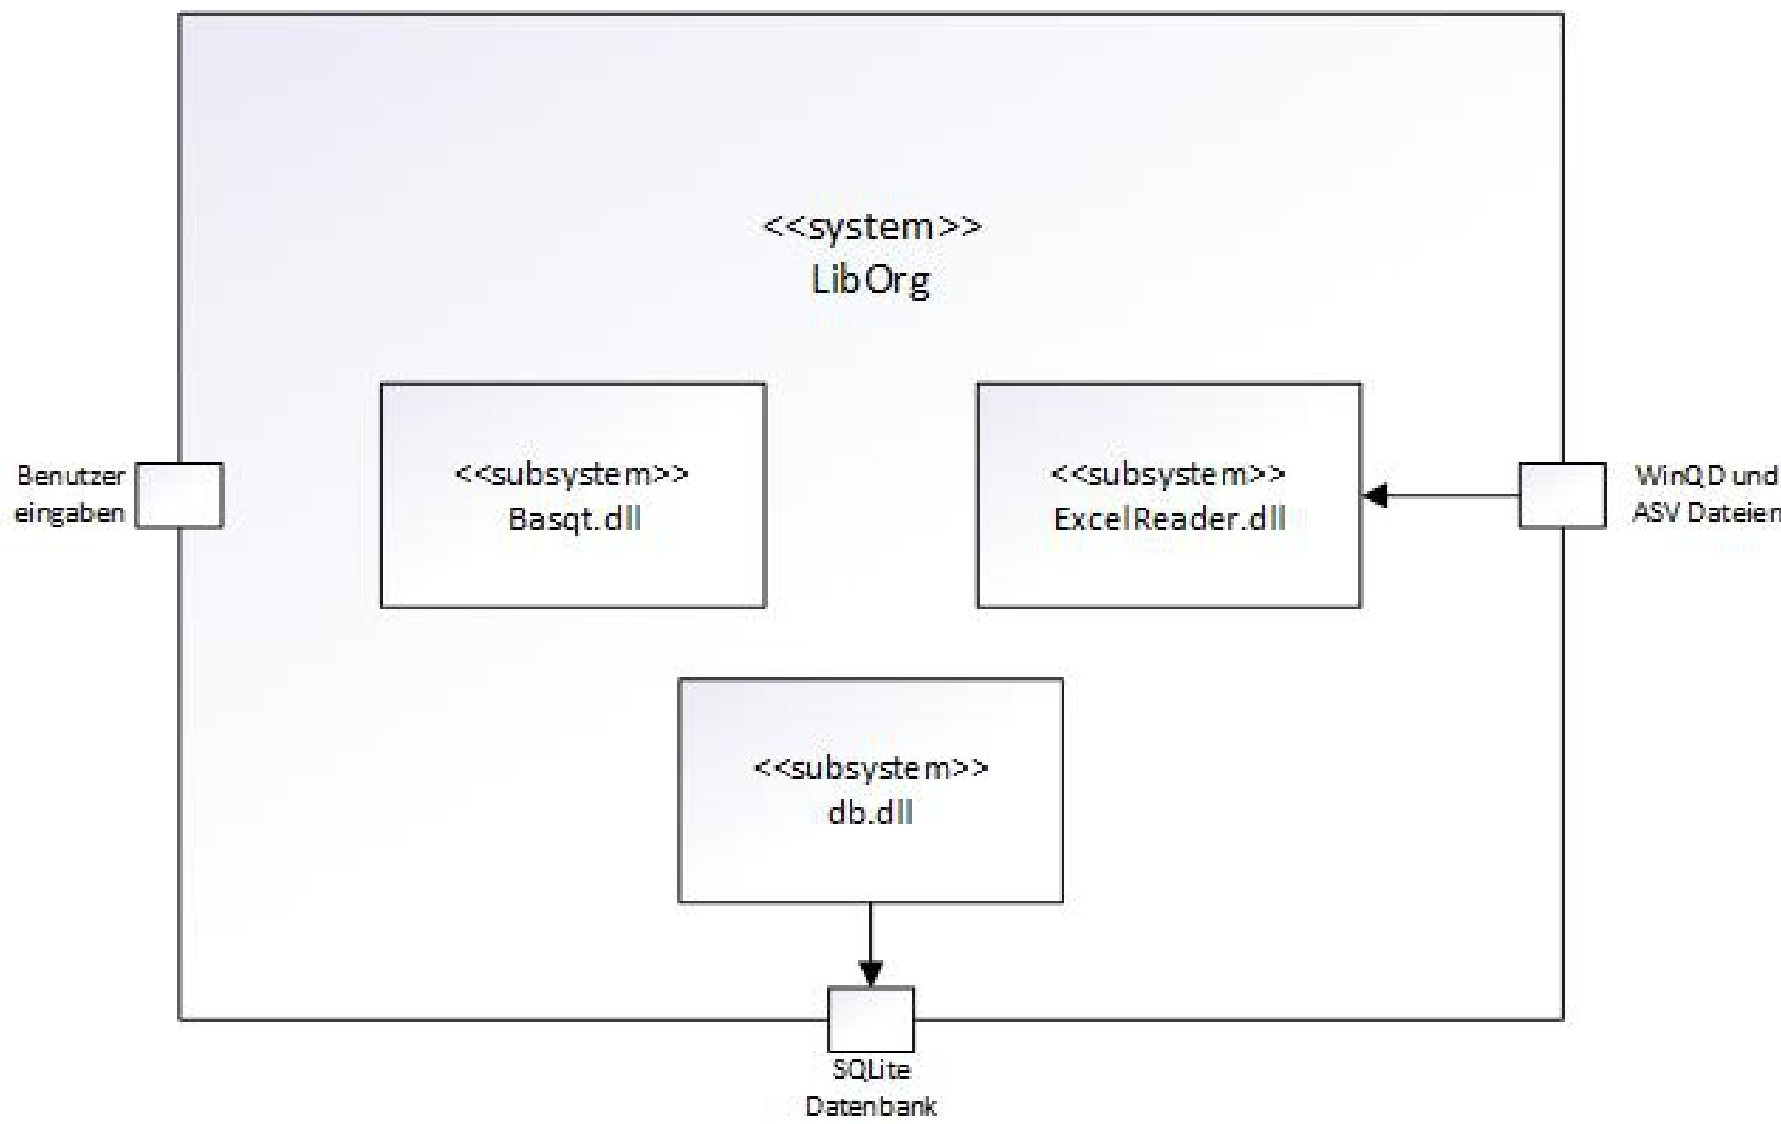 <<system>>
LibOrg
Benutzer
eingaben
<<subsystem>>
Basqt.dll
<<subsystem>>
ExcelReader.dll
WinQD und
ASV Dateien
<<subsystem>>
db.dll
SQLite
Datenbank